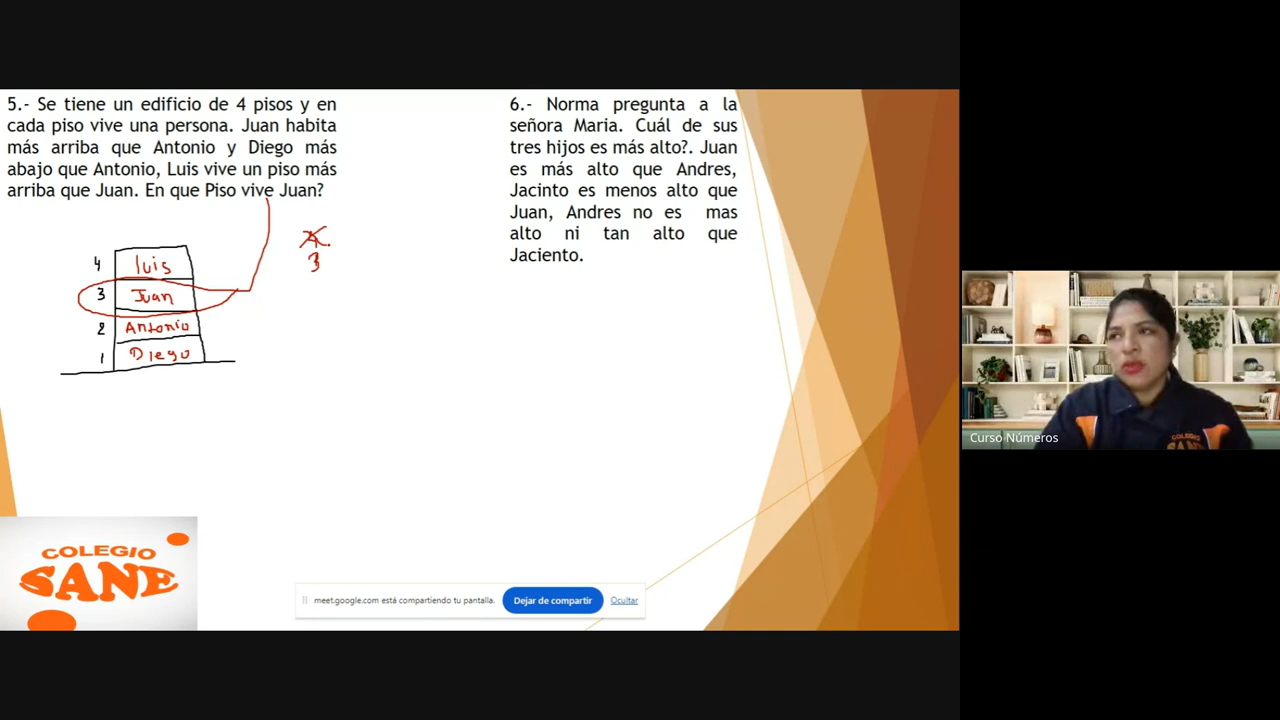 5.- Se tiene un edificio de 4 pisos y en
cada piso vive una persona. Juan habita
más arriba que Antonio y Diego más
abajo que Antonio, Luis vive un piso más
arriba que Juan. En que Piso vive Juan?
4 luis
3 Juan
2 Antonio
1 Diego
3
6.- Norma pregunta a la
señora Maria. Cuál de sus
tres hijos es más alto?. Juan
es más alto que Andres,
Jacinto es menos alto que
Juan, Andres no es mas
alto ni tan alto que
Jaciento.
COLEGIO
SANE
meet.google.com está compartiendo tu pantalla.
Dejar de compartir
Ocultar
Curso Números
COLEGIO
SANE